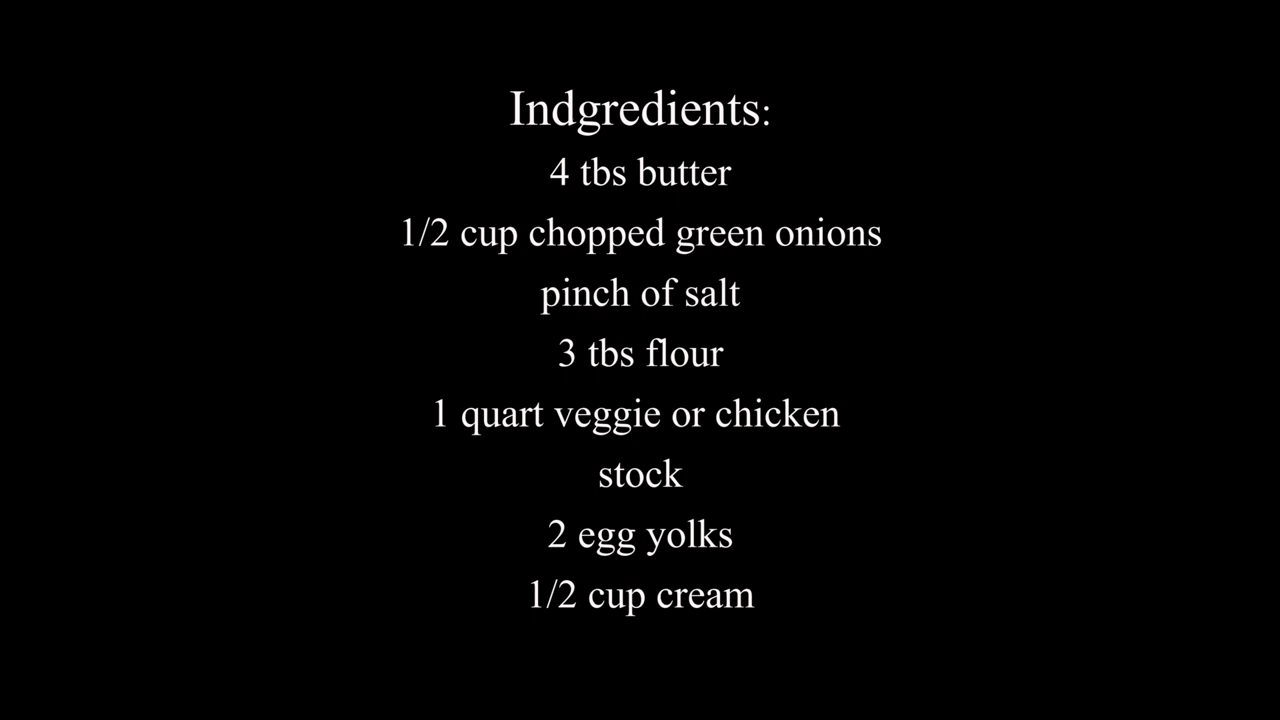 Indgredients:
4 tbs butter
1/2 cup chopped green onions
pinch of salt
3 tbs flour
1 quart veggie or chicken
stock
2 egg yolks
1/2 cup cream